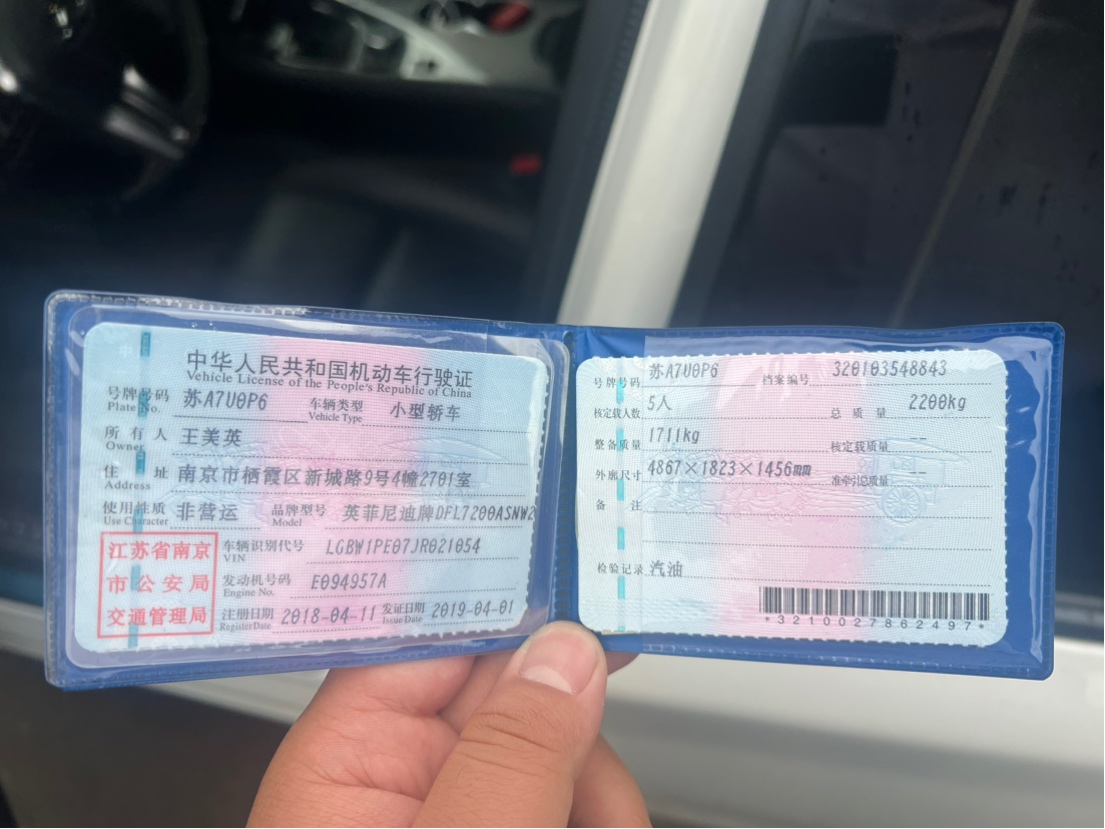 中华人民共和国机动车行驶证
Vehicle License of the People's Republic of China
号牌号码 苏A7U0P6 车辆类型 小型轿车
Plate No. Vehicle Type
所有人 王美英
Owner
住址 南京市栖霞区新城路9号4幢2701室
Address
使用性质 非营运 品牌型号 英菲尼迪牌DFL7200ASNW2
Use Character Model
江苏省南京
市公安局
交通管理局
车辆识别代号 LGBW1PE07JR021054
VIN
发动机号码 E094957A
Engine No.
注册日期 2018-04-11 发证日期 2019-04-01
Register Date Issue Date
号牌号码 苏A7U0P6 档案编号 320103548843
核定载人数 5人 总质量 2200kg
整备质量 1711kg 核定载质量 --
外廓尺寸 4867×1823×1456mm 准牵引总质量 --
备注
检验记录 汽油
*3210027862497*